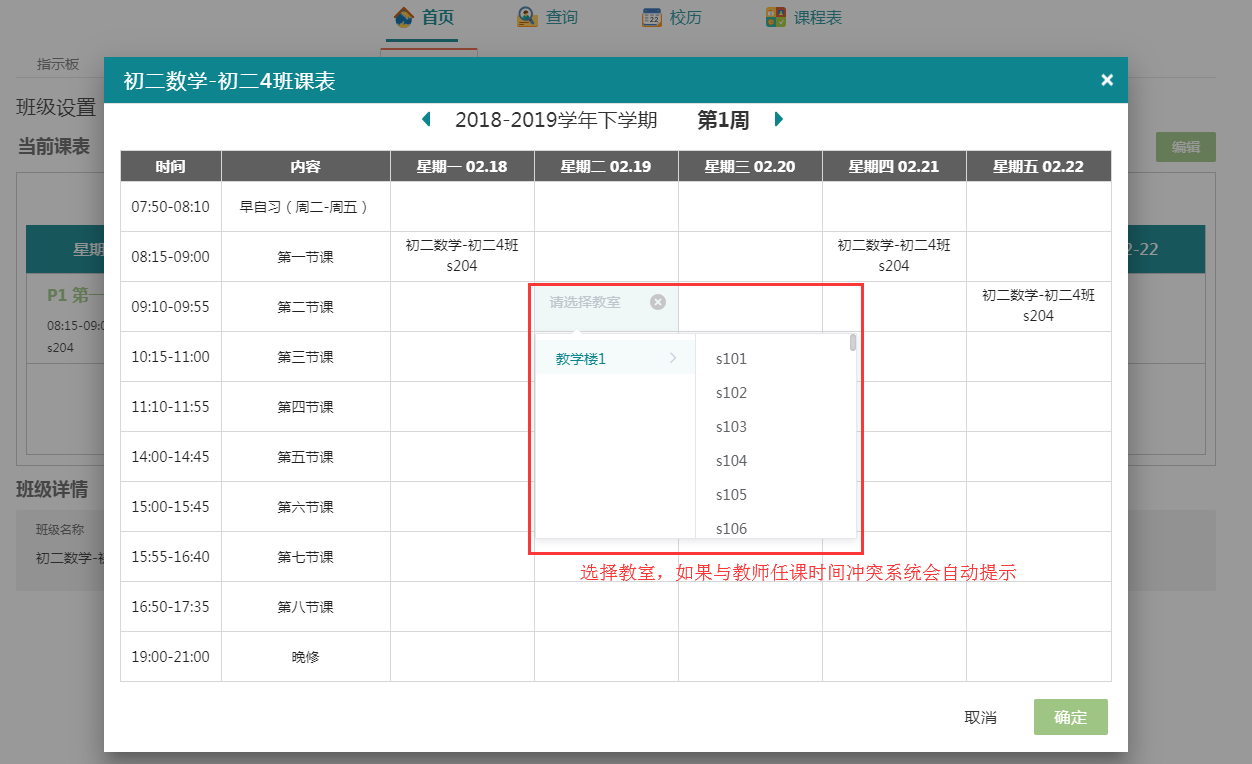 首页 查询 校历 课程表
指示板
班级设置
当前课表
编辑
星期
2-22
P1 第一
08:15-09:0
s204
班级详情
班级名称
初二数学-初
初二数学-初二4班课表
2018-2019学年下学期 第1周
时间 内容 星期一 02.18 星期二 02.19 星期三 02.20 星期四 02.21 星期五 02.22
07:50-08:10 早自习（周二-周五）
08:15-09:00 第一节课 初二数学-初二4班 初二数学-初二4班
s204 s204
09:10-09:55 第二节课 请选择教室 初二数学-初二4班
s204
10:15-11:00 第三节课
11:10-11:55 第四节课
14:00-14:45 第五节课
15:00-15:45 第六节课
15:55-16:40 第七节课
16:50-17:35 第八节课
19:00-21:00 晚修
教学楼1
s101
s102
s103
s104
s105
s106
选择教室，如果与教师任课时间冲突系统会自动提示
取消 确定